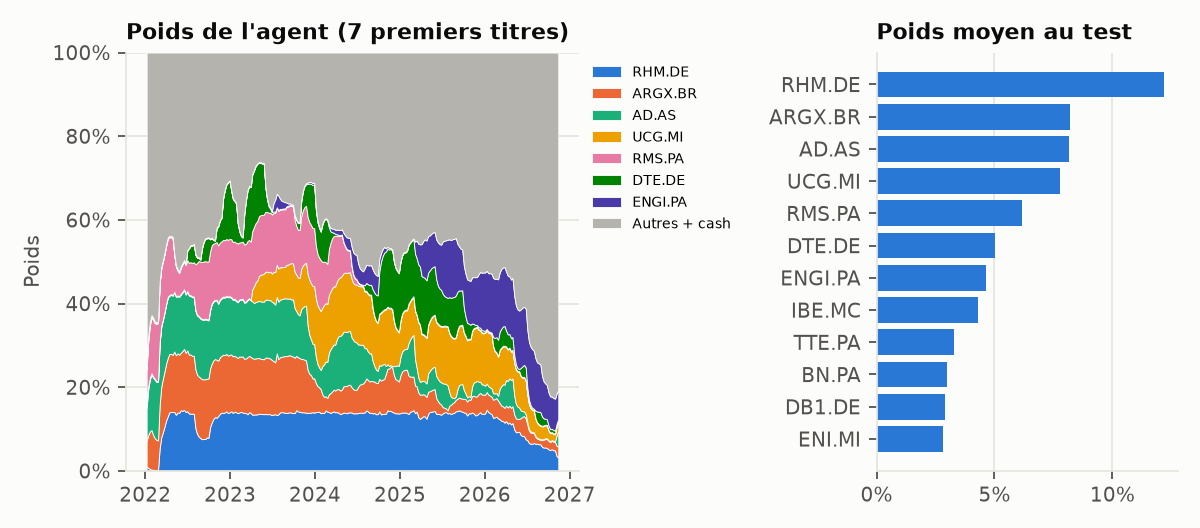 Poids de l'agent (7 premiers titres)
Poids
100%
80%
60%
40%
20%
0%
2022 2023 2024 2025 2026 2027
RHM.DE
ARGX.BR
AD.AS
UCG.MI
RMS.PA
DTE.DE
ENGI.PA
Autres + cash
Poids moyen au test
RHM.DE
ARGX.BR
AD.AS
UCG.MI
RMS.PA
DTE.DE
ENGI.PA
IBE.MC
TTE.PA
BN.PA
DB1.DE
ENI.MI
0% 5% 10%